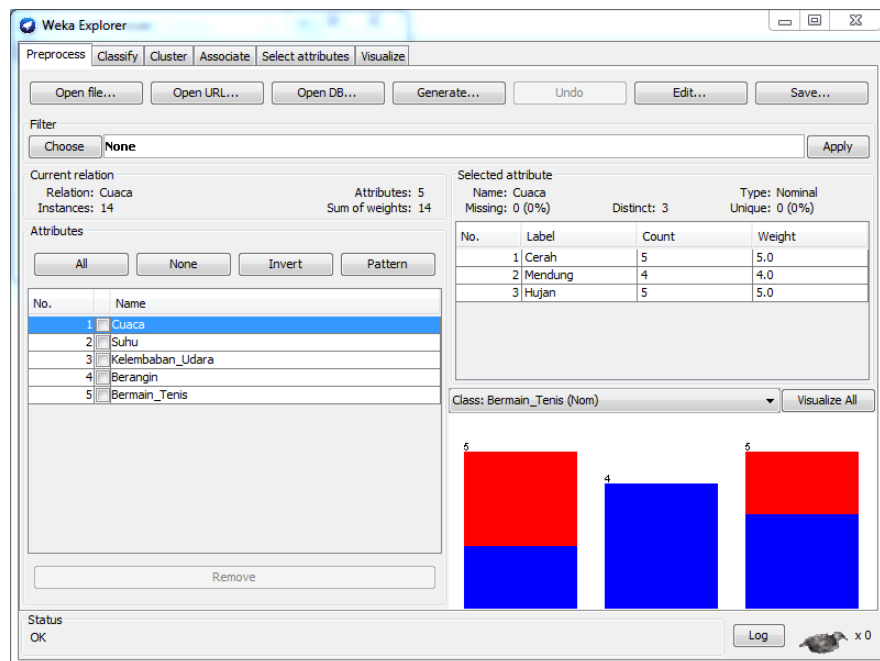 Weka Explorer
Preprocess Classify Cluster Associate Select attributes Visualize
Open file... Open URL... Open DB... Generate... Undo Edit... Save...
Filter
Choose None Apply
Current relation
Relation: Cuaca Attributes: 5
Instances: 14 Sum of weights: 14
Attributes
All None Invert Pattern
No. Name
1 Cuaca
2 Suhu
3 Kelembaban_Udara
4 Berangin
5 Bermain_Tenis
Remove
Selected attribute
Name: Cuaca Type: Nominal
Missing: 0 (0%) Distinct: 3 Unique: 0 (0%)
No. Label Count Weight
1 Cerah 5 5.0
2 Mendung 4 4.0
3 Hujan 5 5.0
Class: Bermain_Tenis (Nom) Visualize All
5 4 5
Status
OK Log x 0